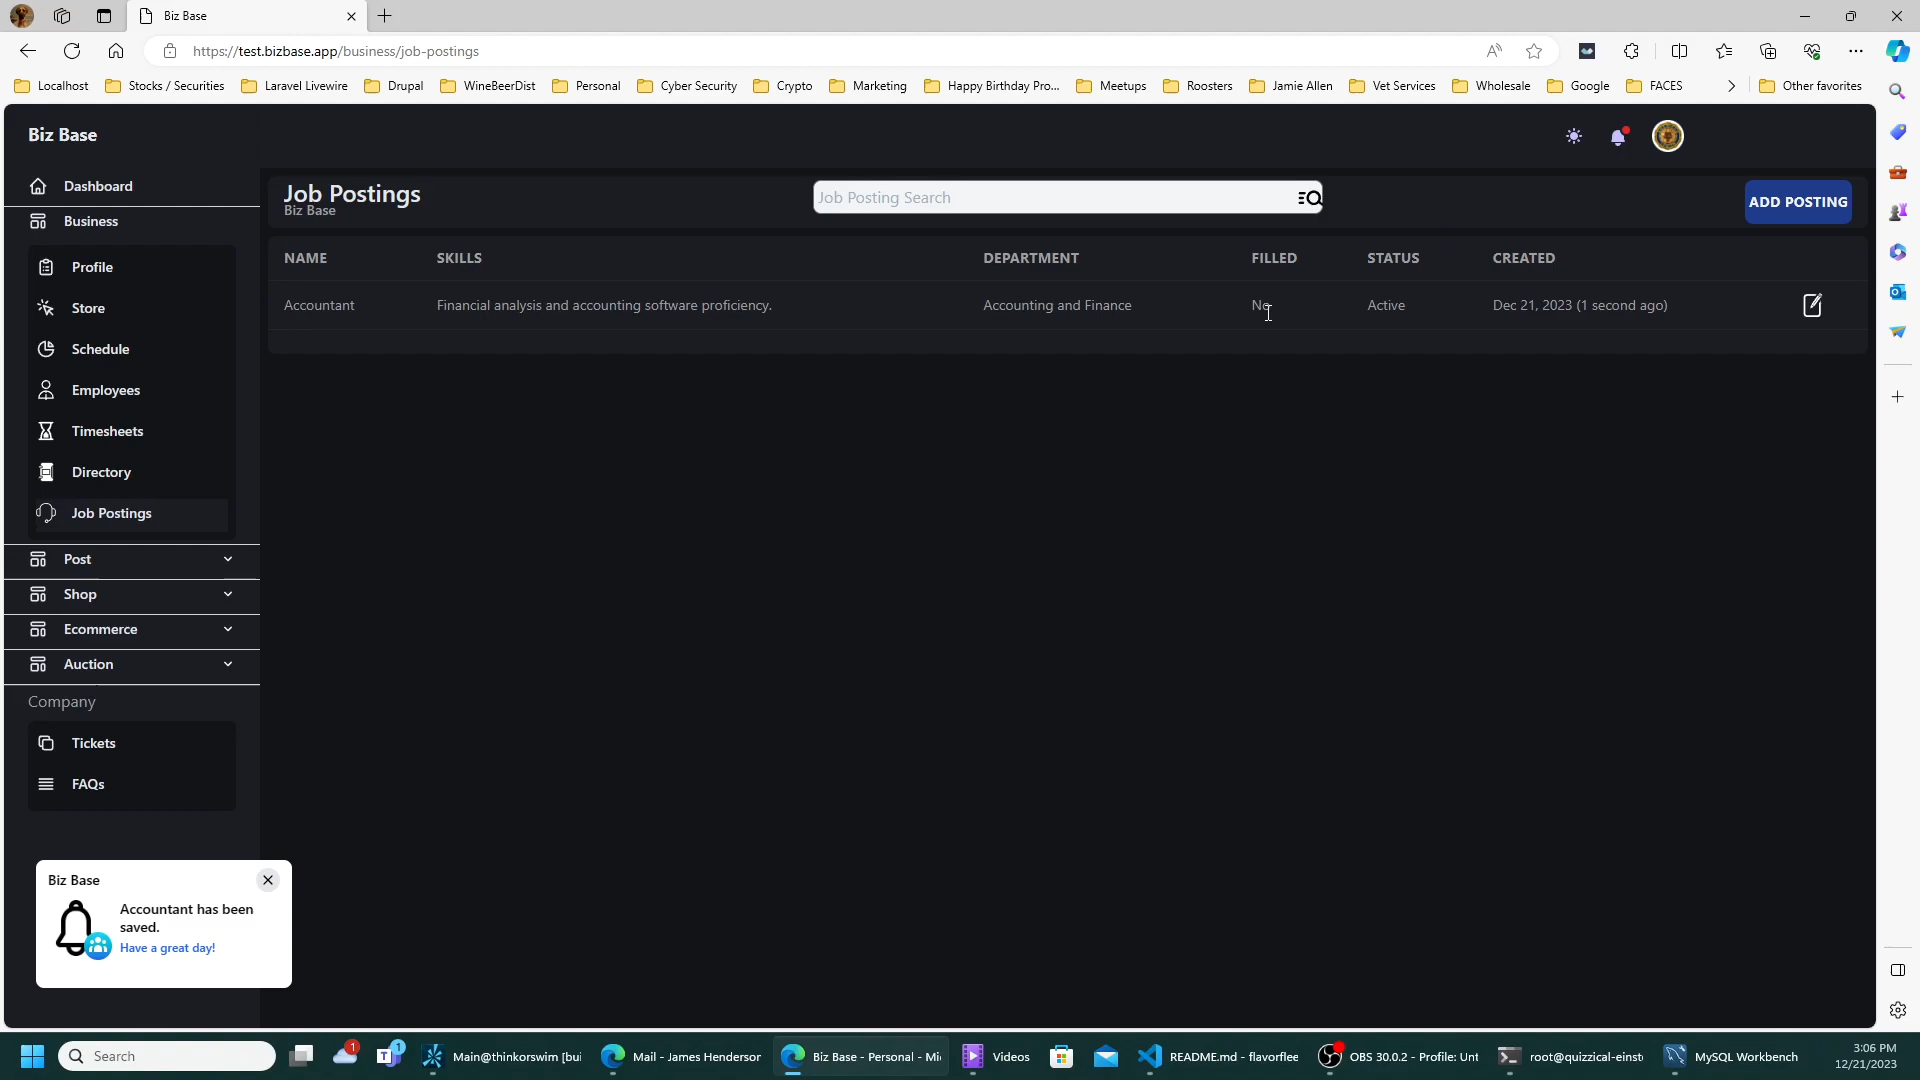 Biz Base
https://test.bizbase.app/business/job-postings
Localhost
Stocks / Securities
Laravel Livewire
Drupal
WineBeerDist
Personal
Cyber Security
Crypto
Marketing
Happy Birthday Pro...
Meetups
Roosters
Jamie Allen
Vet Services
Wholesale
Google
FACES
Other favorites
Biz Base
Dashboard
Business
Profile
Store
Schedule
Employees
Timesheets
Directory
Job Postings
Post
Shop
Ecommerce
Auction
Company
Tickets
FAQs
Job Postings
Biz Base
Job Posting Search
ADD POSTING
NAME SKILLS DEPARTMENT FILLED STATUS CREATED
Accountant Financial analysis and accounting software proficiency. Accounting and Finance No Active Dec 21, 2023 (1 second ago)
Biz Base
Accountant has been
saved.
Have a great day!
Search
1
1
Main@thinkorswim [bui
Mail - James Henderson
Biz Base - Personal - Mi
Videos
README.md - flavorflee
OBS 30.0.2 - Profile: Unt
root@quizzical-einst
MySQL Workbench
3:06 PM
12/21/2023